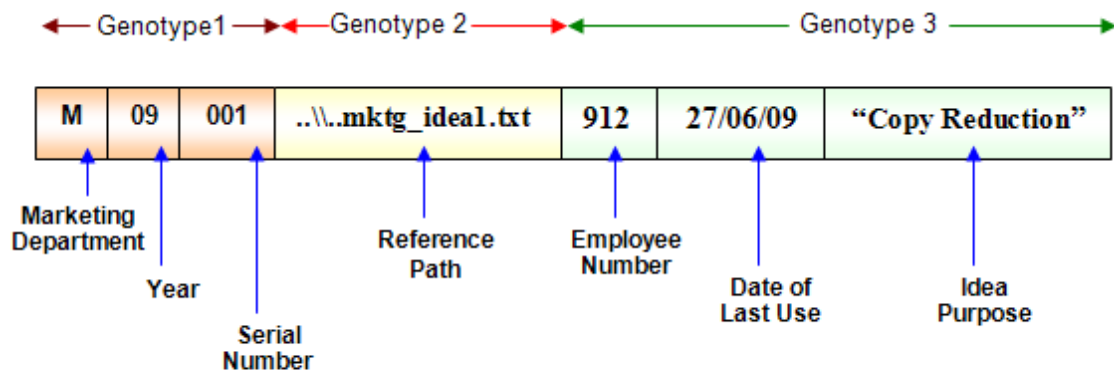 Genotype1 Genotype 2 Genotype 3
M 09 001 ..\\..mktg_idea1.txt 912 27/06/09 “Copy Reduction”
Marketing
Department
Year
Serial
Number
Reference
Path
Employee
Number
Date of
Last Use
Idea
Purpose